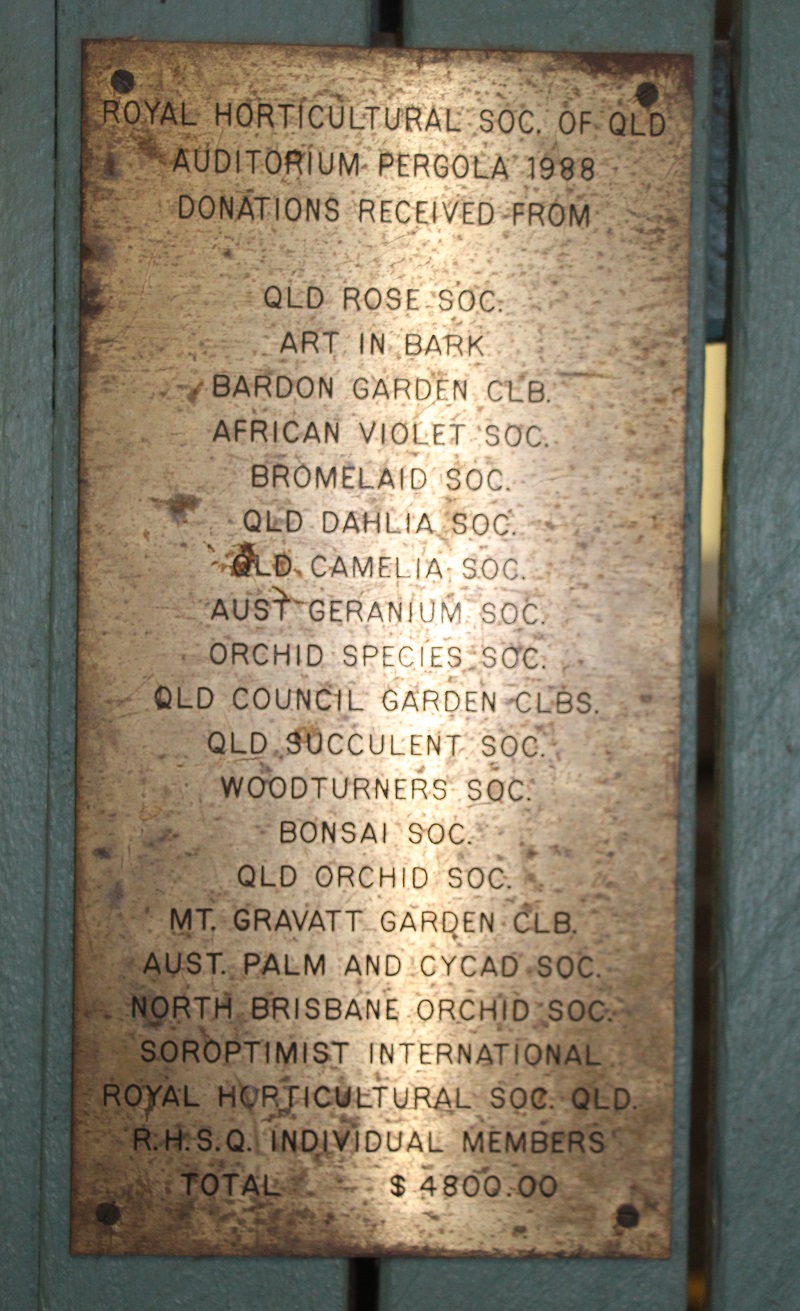 ROYAL HORTICULTURAL SOC. OF QLD
AUDITORIUM PERGOLA 1988
DONATIONS RECEIVED FROM
QLD ROSE SOC.
ART IN BARK
BARDON GARDEN CLB.
AFRICAN VIOLET SOC.
BROMELAID SOC.
QLD DAHLIA SOC.
QLD CAMELIA SOC.
AUST GERANIUM SOC.
ORCHID SPECIES SOC.
QLD COUNCIL GARDEN CLBS.
QLD SUCCULENT SOC.
WOODTURNERS SOC.
BONSAI SOC.
QLD ORCHID SOC.
MT. GRAVATT GARDEN CLB.
AUST. PALM AND CYCAD SOC.
NORTH BRISBANE ORCHID SOC.
SOROPTIMIST INTERNATIONAL
ROYAL HORTICULTURAL SOC. QLD.
R.H.S.Q. INDIVIDUAL MEMBERS
TOTAL $ 4800.00